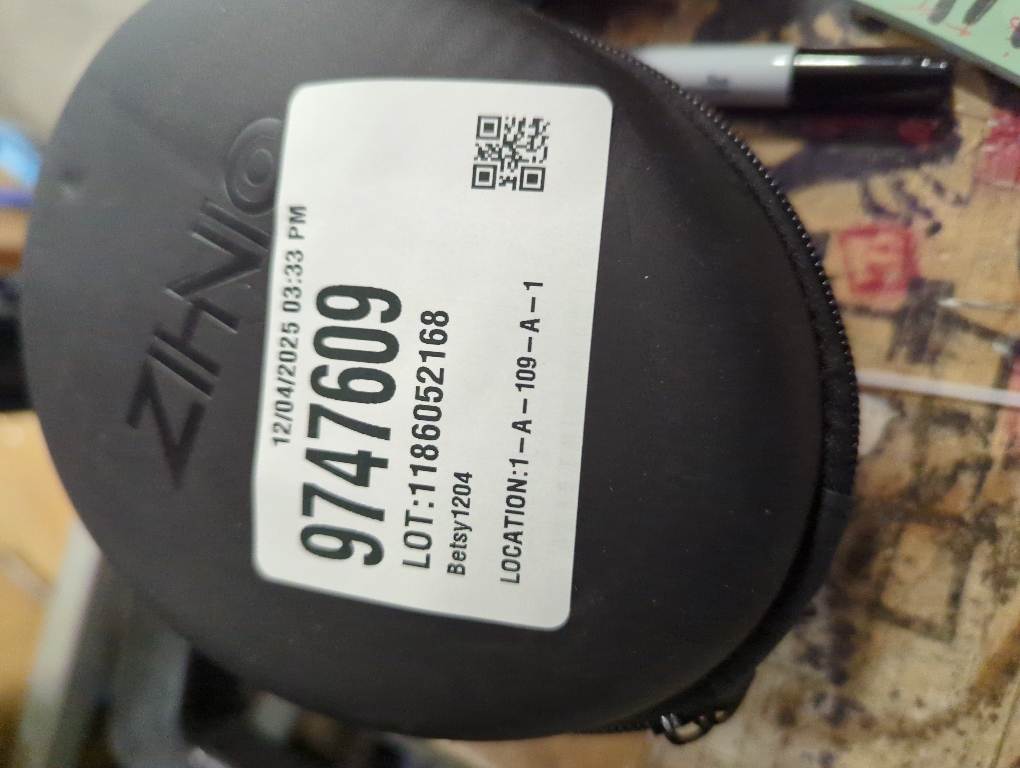 ZIHNIC
12/04/2025 03:33 PM
9747609
LOT:1186052168
Betsy1204
LOCATION:1-A-109-A-1